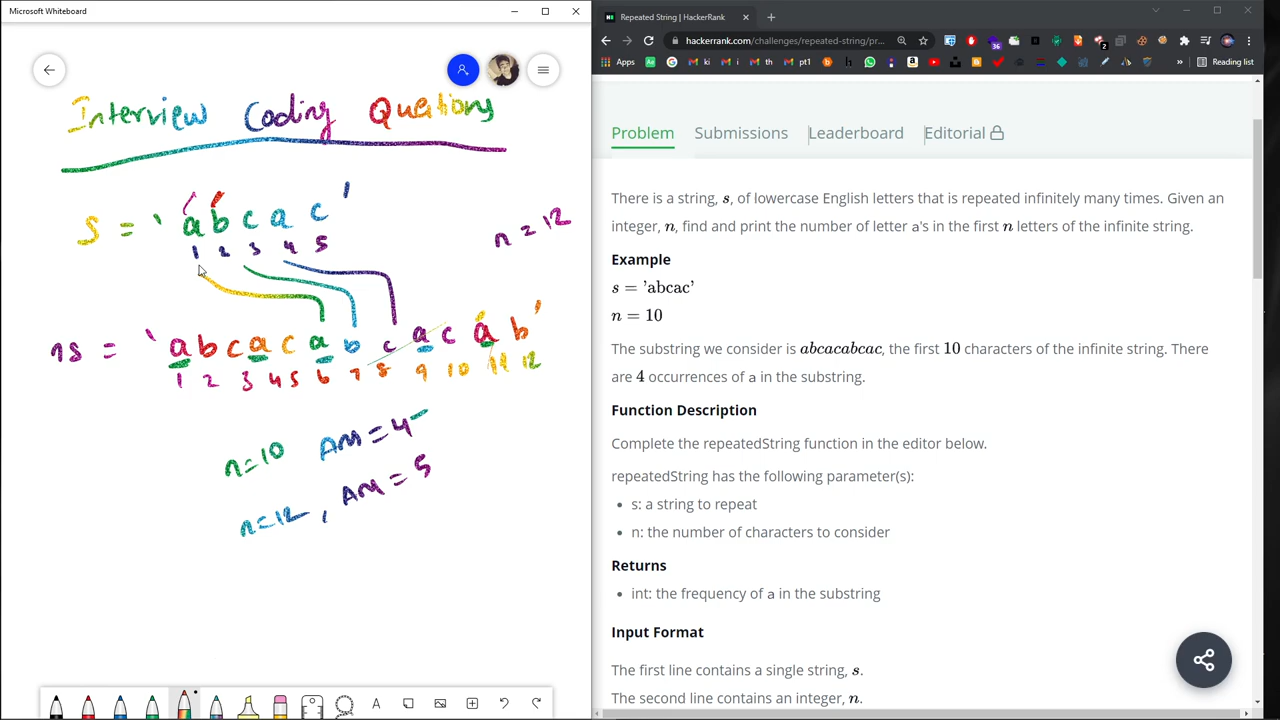 Microsoft Whiteboard
Interview Coding Questions
s = 'abcac'
1 2 3 4 5
n = 12
ns = 'abcacabcacab'
1 2 3 4 5 6 7 8 9 10 11 12
n=10 AM = 4
n=12, AM = 5
Repeated String | HackerRank
hackerrank.com/challenges/repeated-string/pr...
36
2
Apps
ki
i
th
pt1
Reading list
Problem Submissions Leaderboard Editorial
There is a string, s, of lowercase English letters that is repeated infinitely many times. Given an
integer, n, find and print the number of letter a's in the first n letters of the infinite string.
Example
s = 'abcac'
n = 10
The substring we consider is abcacabcac, the first 10 characters of the infinite string. There
are 4 occurrences of a in the substring.
Function Description
Complete the repeatedString function in the editor below.
repeatedString has the following parameter(s):
• s: a string to repeat
• n: the number of characters to consider
Returns
• int: the frequency of a in the substring
Input Format
The first line contains a single string, s.
The second line contains an integer, n.